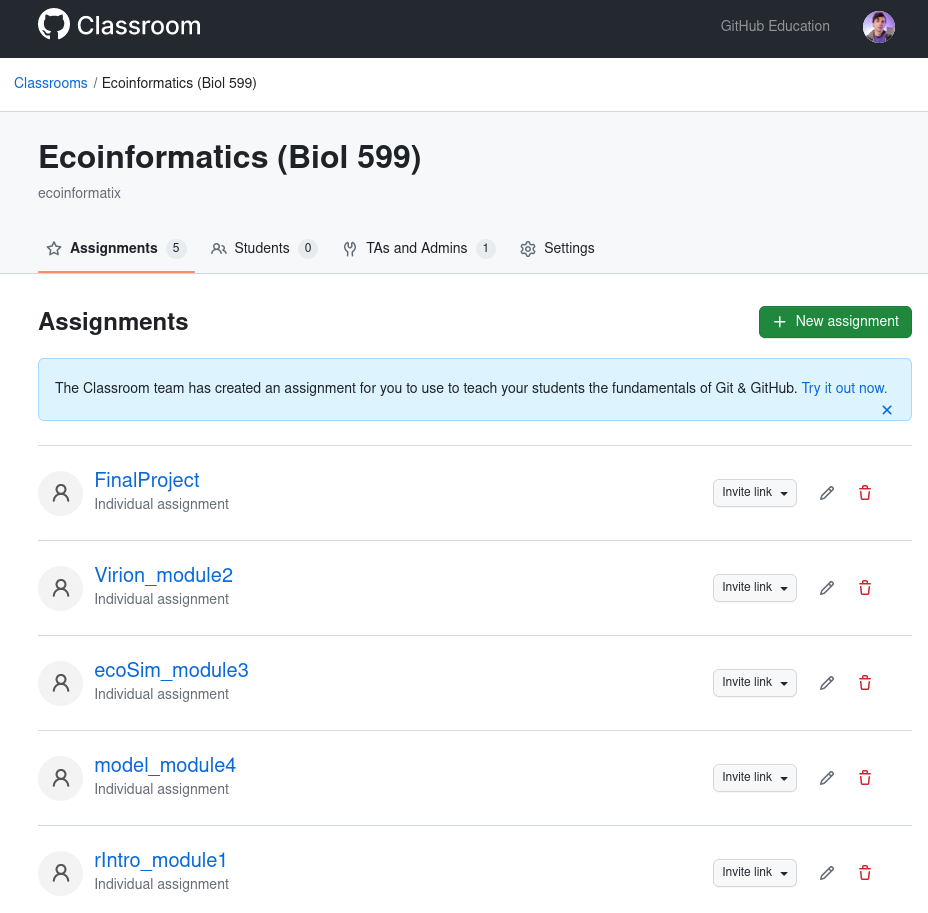 Classroom
GitHub Education
Classrooms / Ecoinformatics (Biol 599)
Ecoinformatics (Biol 599)
ecoinformatix
Assignments 5 Students 0 TAs and Admins 1 Settings
Assignments
New assignment
The Classroom team has created an assignment for you to use to teach your students the fundamentals of Git & GitHub. Try it out now.
FinalProject
Individual assignment
Invite link
Virion_module2
Individual assignment
Invite link
ecoSim_module3
Individual assignment
Invite link
model_module4
Individual assignment
Invite link
rIntro_module1
Individual assignment
Invite link